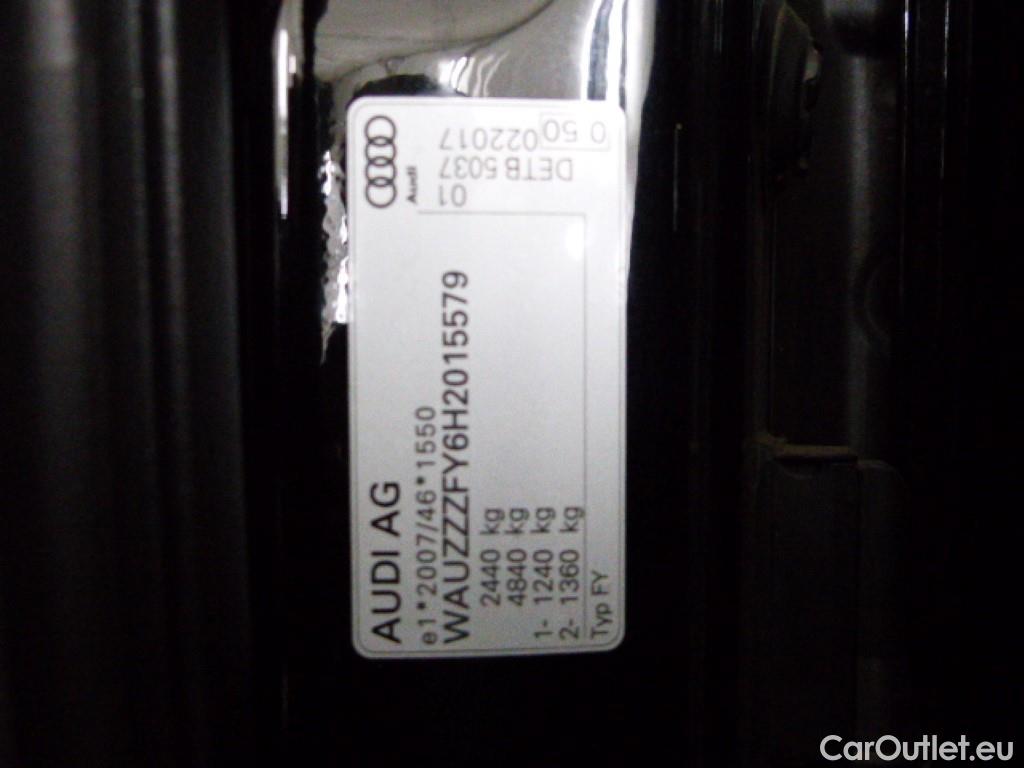 AUDI AG
e1*2007/46*1550
WAUZZZFY6H2015579
2440 kg
4840 kg
1- 1240 kg
2- 1360 kg
Typ FY
Audi
01
DETB 5037
022017
0 50
CarOutlet.eu